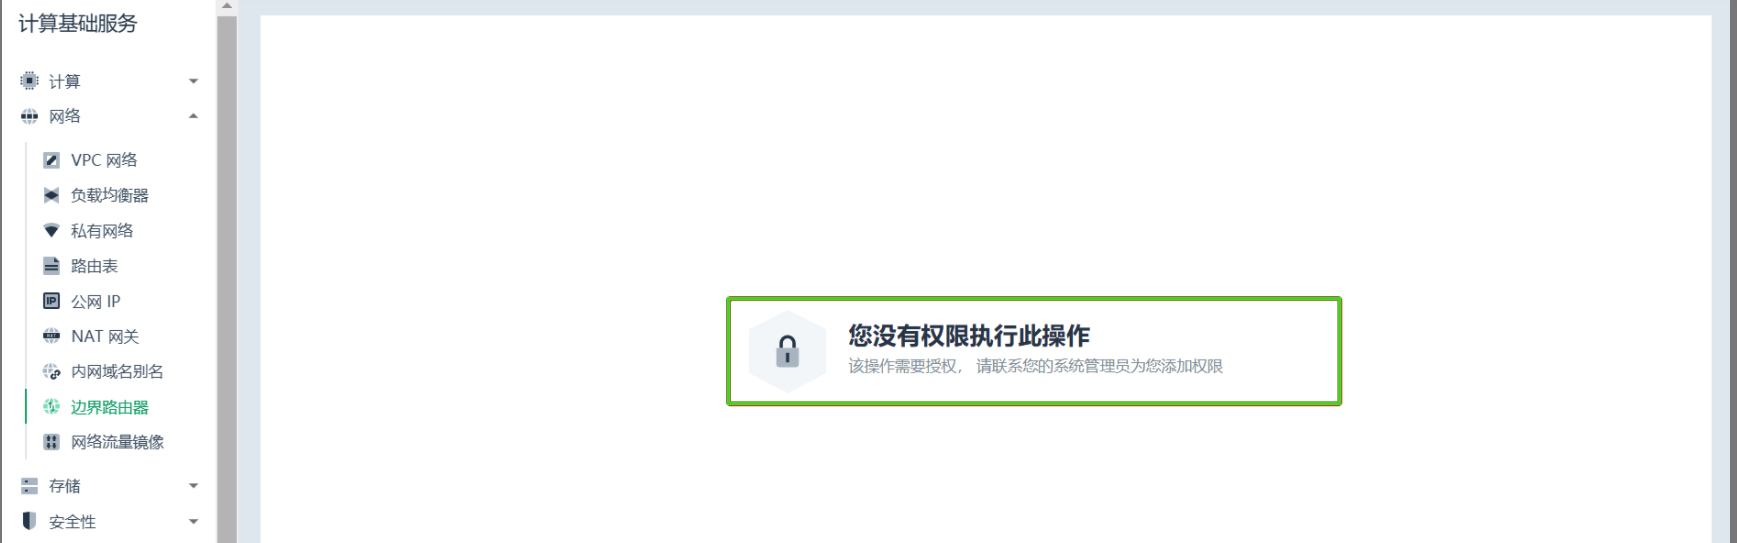 计算基础服务
计算
网络
VPC 网络
负载均衡器
私有网络
路由表
IP 公网 IP
NAT 网关
内网域名别名
边界路由器
网络流量镜像
存储
安全性
您没有权限执行此操作
该操作需要授权， 请联系您的系统管理员为您添加权限